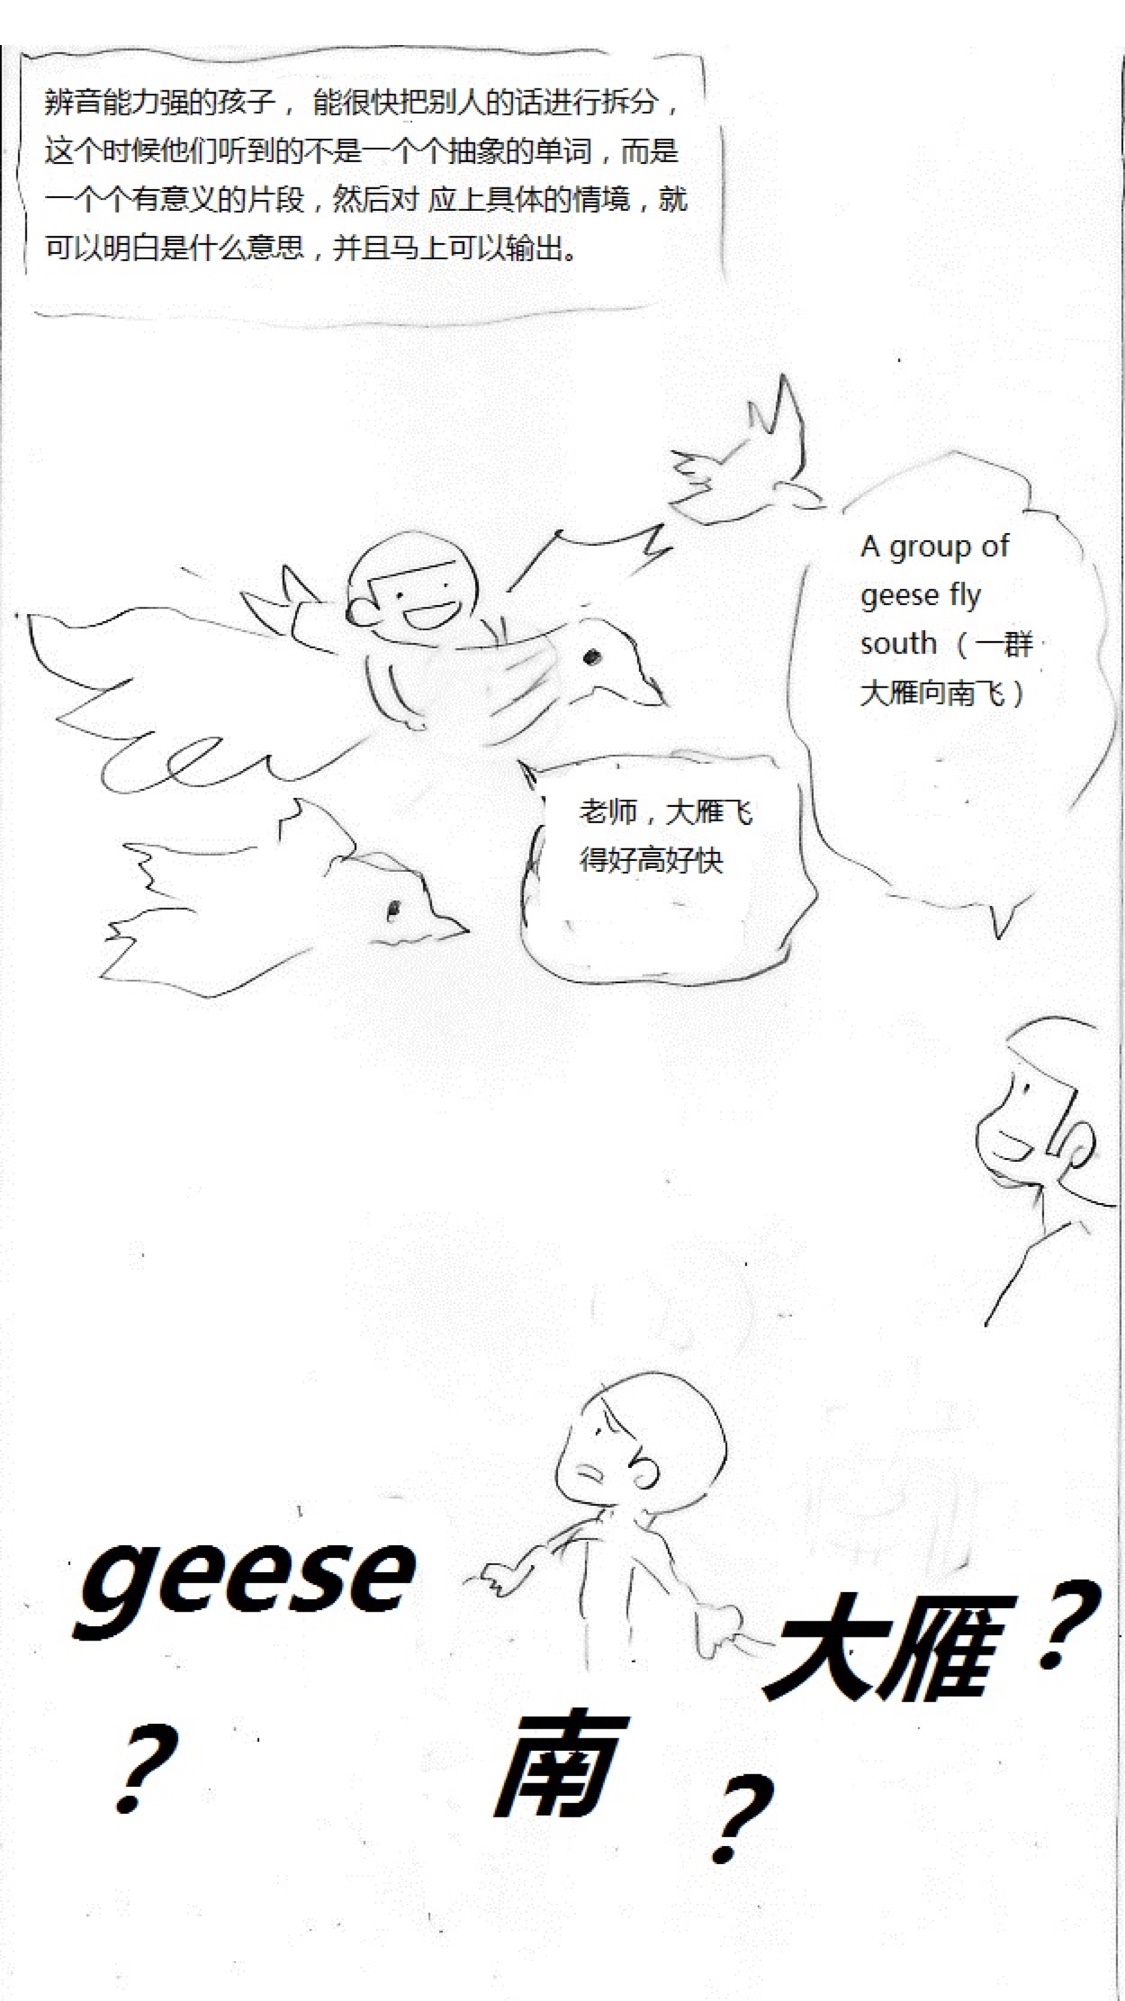 辨音能力强的孩子， 能很快把别人的话进行拆分，
这个时候他们听到的不是一个个抽象的单词，而是
一个个有意义的片段，然后对 应上具体的情境，就
可以明白是什么意思，并且马上可以输出。
A group of
geese fly
south（一群
大雁向南飞）
老师，大雁飞
得好高好快
geese
大雁？
？
南
？